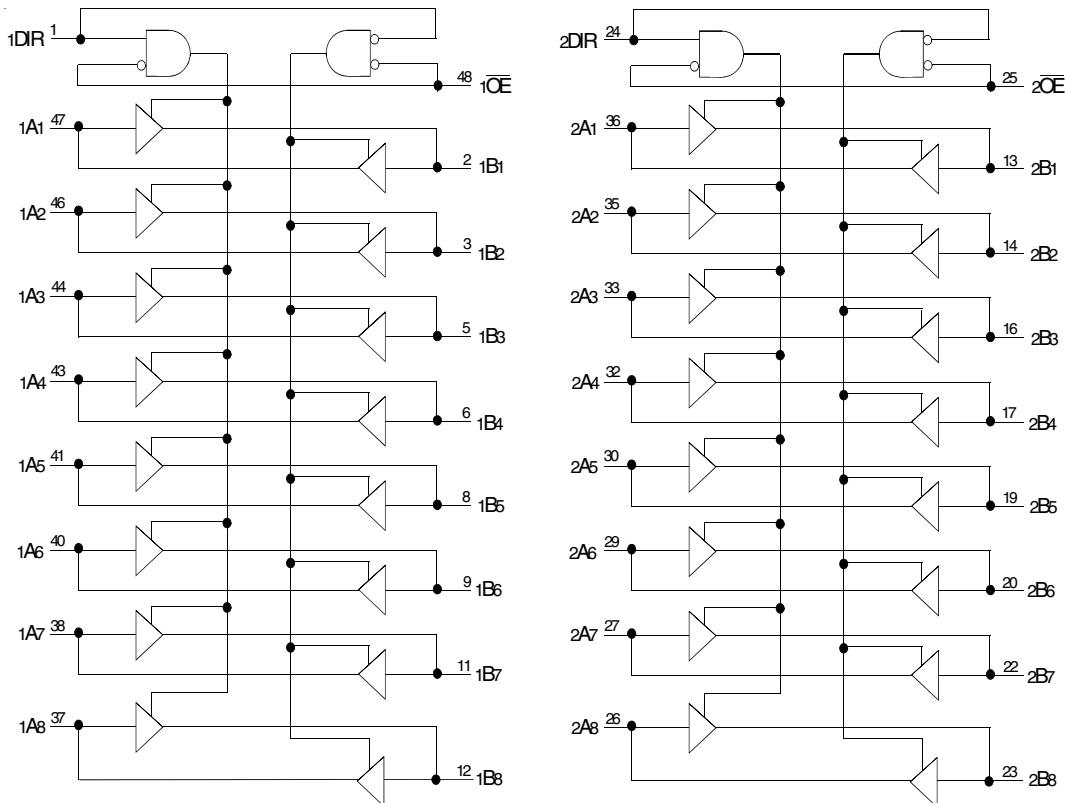 1DIR 1
48 1OE
1A1 47
2 1B1
1A2 46
3 1B2
1A3 44
5 1B3
1A4 43
6 1B4
1A5 41
8 1B5
1A6 40
9 1B6
1A7 38
11 1B7
1A8 37
12 1B8
2DIR 24
25 2OE
2A1 36
13 2B1
2A2 35
14 2B2
2A3 33
16 2B3
2A4 32
17 2B4
2A5 30
19 2B5
2A6 29
20 2B6
2A7 27
22 2B7
2A8 26
23 2B8